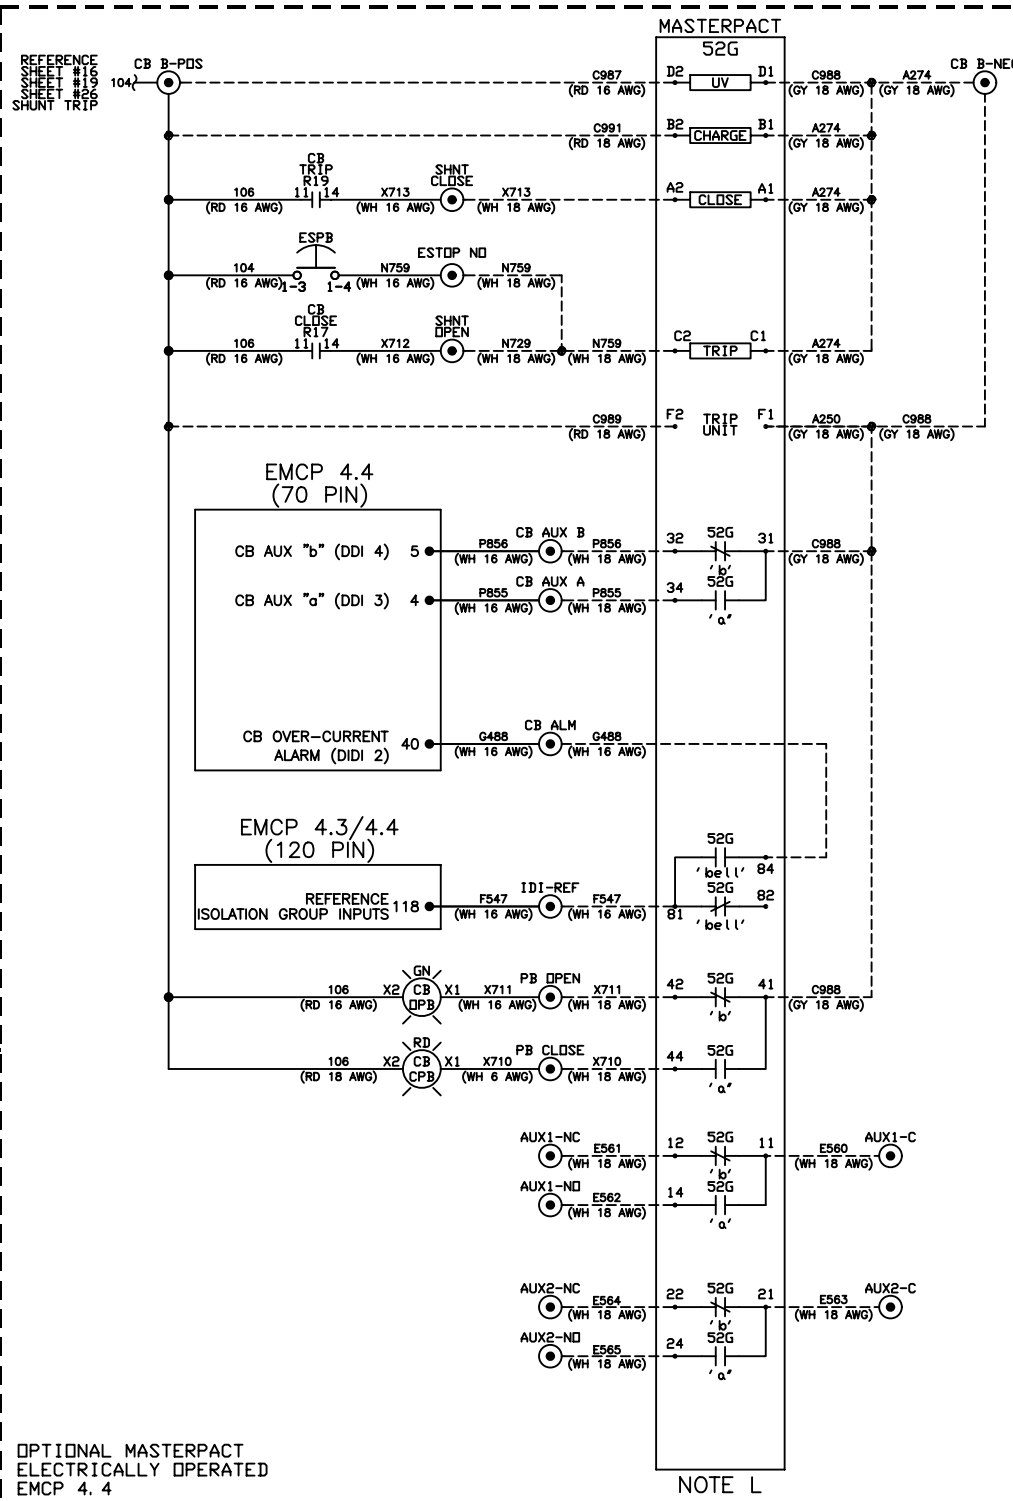 MASTERPACT
52G
REFERENCE
SHEET #16
SHEET #19
SHEET #26
SHUNT TRIP
104
CB B-POS
C987
(RD 16 AWG)
D2
UV
D1
C988
(GY 18 AWG)
A274
(GY 18 AWG)
CB B-NEG
C991
(RD 18 AWG)
B2
CHARGE
B1
A274
(GY 18 AWG)
106
(RD 16 AWG)
CB
TRIP
R19
11 14
X713
(WH 16 AWG)
SHNT
CLOSE
X713
(WH 18 AWG)
A2
CLOSE
A1
A274
(GY 18 AWG)
104
(RD 16 AWG)
ESPB
1-3 1-4
N759
(WH 16 AWG)
ESTOP NO
N759
(WH 18 AWG)
106
(RD 16 AWG)
CB
CLOSE
R17
11 14
X712
(WH 16 AWG)
SHNT
OPEN
N729
(WH 18 AWG)
N759
(WH 18 AWG)
C2
TRIP
C1
A274
(GY 18 AWG)
C989
(RD 18 AWG)
F2
TRIP
UNIT
F1
A250
(GY 18 AWG)
C988
(GY 18 AWG)
EMCP 4.4
(70 PIN)
CB AUX "b" (DDI 4) 5
P856
(WH 16 AWG)
CB AUX B
P856
(WH 18 AWG)
32
52G
'b'
31
C988
(GY 18 AWG)
CB AUX "a" (DDI 3) 4
P855
(WH 16 AWG)
CB AUX A
P855
(WH 18 AWG)
34
52G
'a"
CB OVER-CURRENT
ALARM (DIDI 2)
40
G488
(WH 16 AWG)
CB ALM
G488
(WH 16 AWG)
EMCP 4.3/4.4
(120 PIN)
REFERENCE
ISOLATION GROUP INPUTS
118
F547
(WH 16 AWG)
IDI-REF
F547
(WH 16 AWG)
52G
'bell'
84
81
52G
'bell'
82
106
(RD 16 AWG)
X2
GN
CB
OPB
X1
X711
(WH 16 AWG)
PB OPEN
X711
(WH 18 AWG)
42
52G
'b'
41
C988
(GY 18 AWG)
106
(RD 18 AWG)
X2
RD
CB
CPB
X1
X710
(WH 6 AWG)
PB CLOSE
X710
(WH 18 AWG)
44
52G
'a"
AUX1-NC
E561
(WH 18 AWG)
12
52G
'b'
11
E560
(WH 18 AWG)
AUX1-C
AUX1-NO
E562
(WH 18 AWG)
14
52G
'a'
AUX2-NC
E564
(WH 18 AWG)
22
52G
'b'
21
E563
(WH 18 AWG)
AUX2-C
AUX2-NO
E565
(WH 18 AWG)
24
52G
'a"
OPTIONAL MASTERPACT
ELECTRICALLY OPERATED
EMCP 4.4
NOTE L